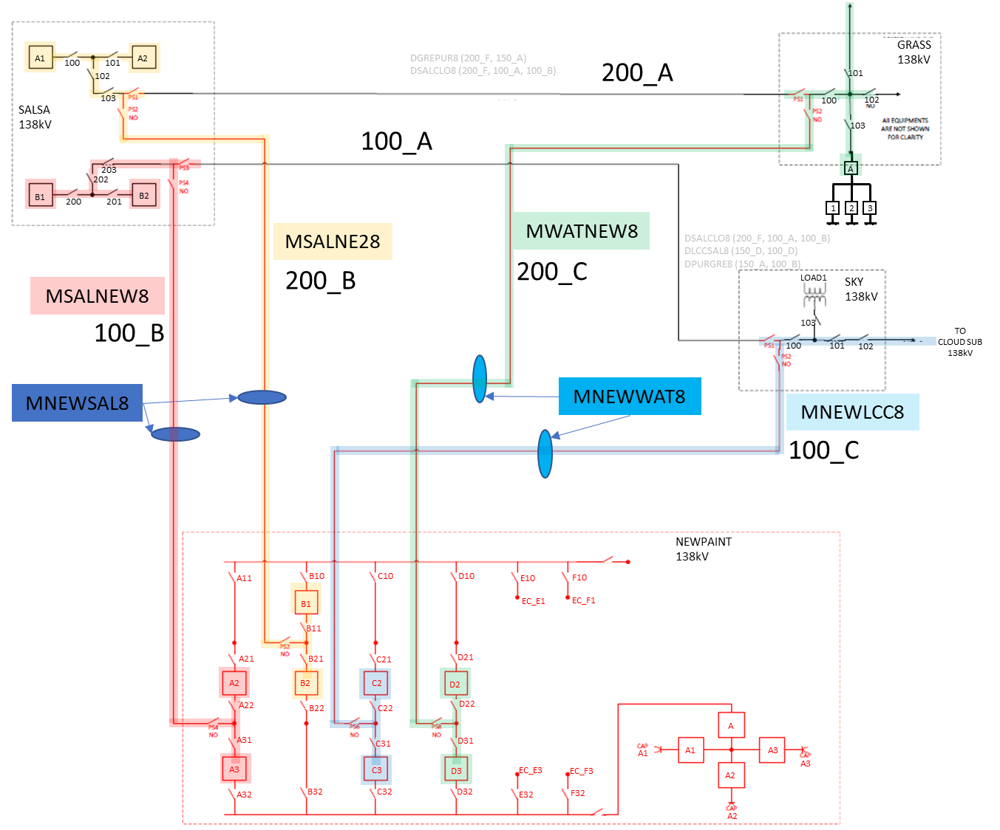 SALSA
138kV
A1
100
101
A2
102
103
PS1
PS2
NO
203
PS3
202
PS4
NO
B1
200
201
B2
DGREPUR8 (200_F, 150_A)
DSALCLO8 (200_F, 100_A, 100_B)
200_A
100_A
GRASS
138kV
101
PS1
100
102
NO
PS2
NO
103
All EQUIPMENTS
ARE NOT SHOWN
FOR CLARITY
A
1
2
3
MSALNE28
200_B
MWATNEW8
200_C
MSALNEW8
100_B
DSALCLO8 (200_F, 100_A, 100_B)
DLCCSAL8 (150_D, 100_D)
DPURGRE8 (150_A, 100_B)
LOAD1
SKY
138kV
103
PS1
100
101
102
PS2
NO
TO
CLOUD SUB
138kV
MNEWSAL8
MNEWWAT8
MNEWLCC8
100_C
NEWPAINT
138kV
A11
B10
C10
D10
E10
F10
EC_E1
EC_F1
B1
B11
PS2
NO
A21
B21
C21
D21
A2
B2
C2
D2
A22
B22
C22
D22
PS4
NO
PS6
NO
PS8
NO
A31
C31
D31
A3
C3
D3
EC_E3
EC_F3
A32
B32
C32
D32
E32
F32
A
CAP
A1
A1
A3
CAP
A3
A2
CAP
A2